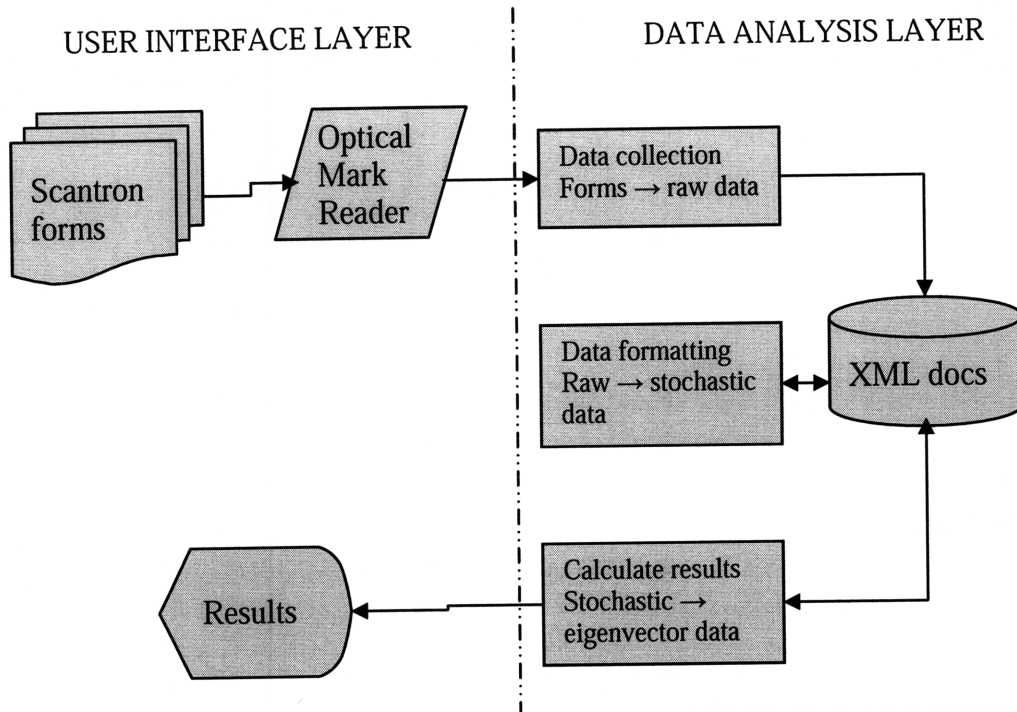 USER INTERFACE LAYER
DATA ANALYSIS LAYER
Scantron
forms
Optical
Mark
Reader
Data collection
Forms → raw data
Data formatting
Raw → stochastic
data
XML docs
Calculate results
Stochastic →
eigenvector data
Results